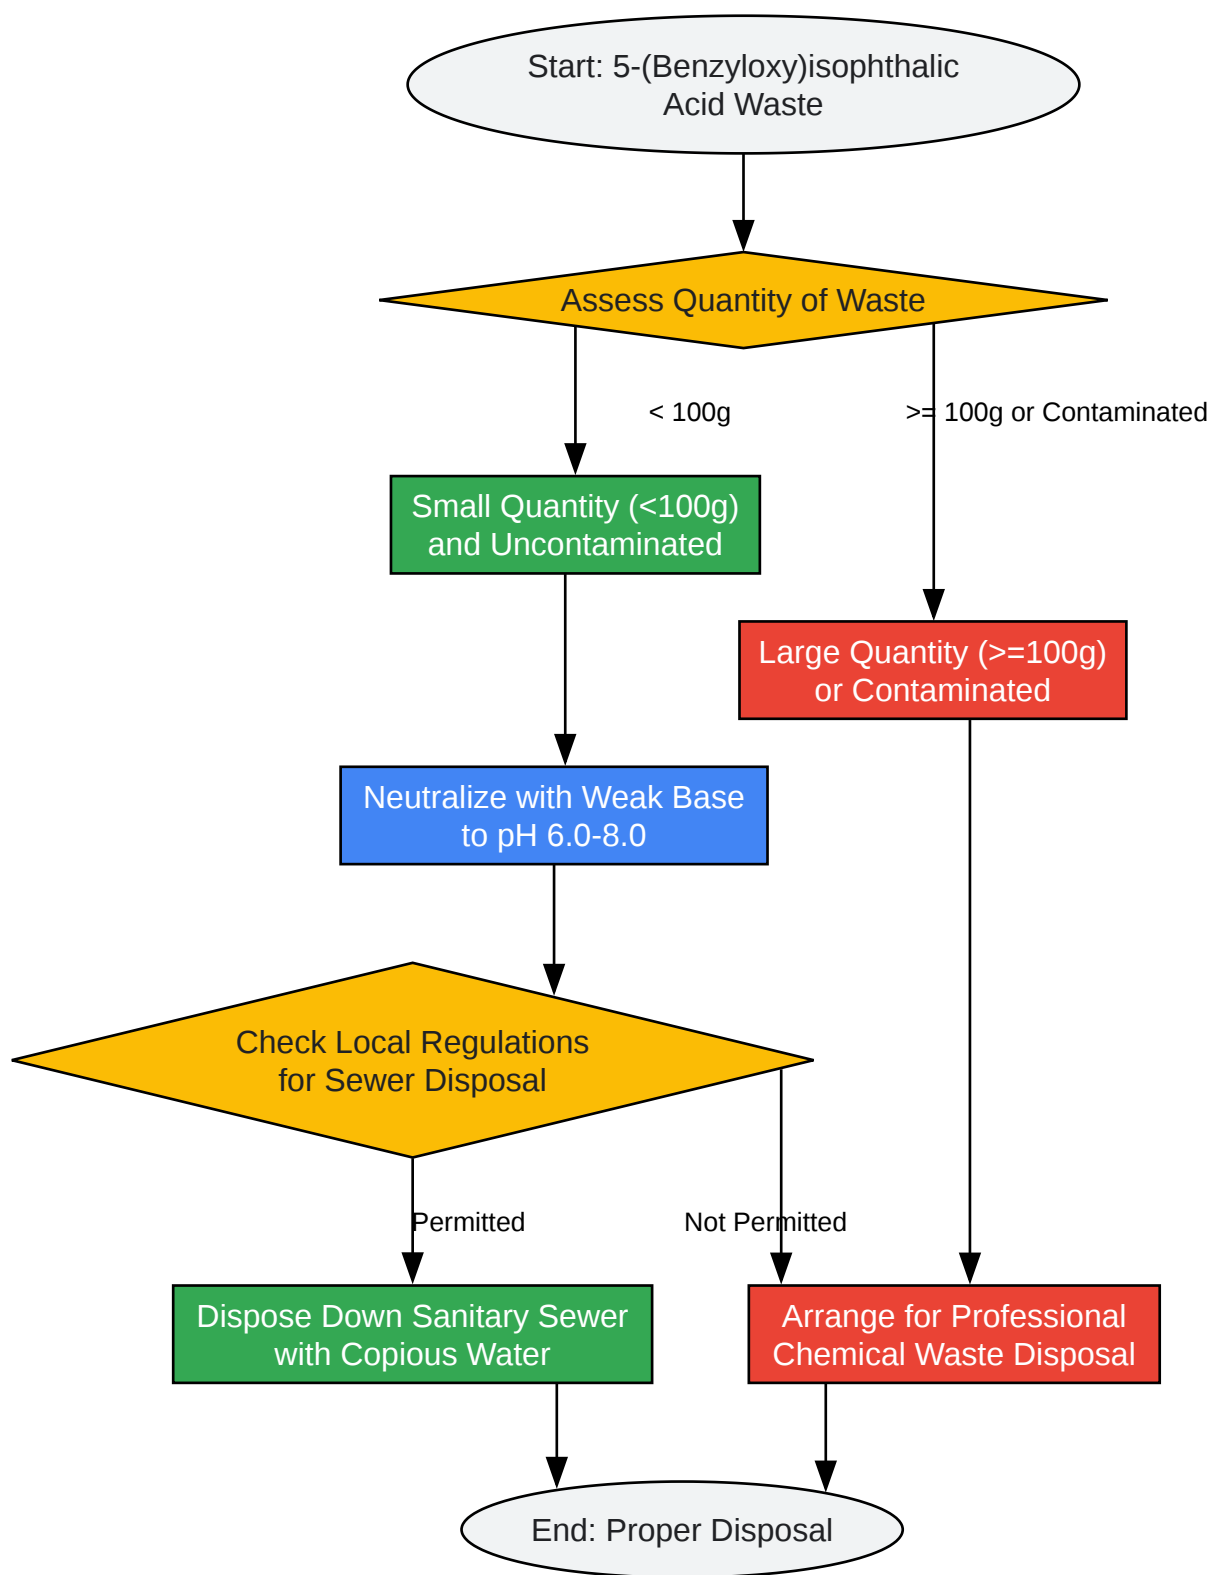 Start: 5-(Benzyloxy)isophthalic
Acid Waste
Assess Quantity of Waste
< 100g
>= 100g or Contaminated
Small Quantity (<100g)
and Uncontaminated
Large Quantity (>=100g)
or Contaminated
Neutralize with Weak Base
to pH 6.0-8.0
Check Local Regulations
for Sewer Disposal
Permitted
Not Permitted
Dispose Down Sanitary Sewer
with Copious Water
Arrange for Professional
Chemical Waste Disposal
End: Proper Disposal